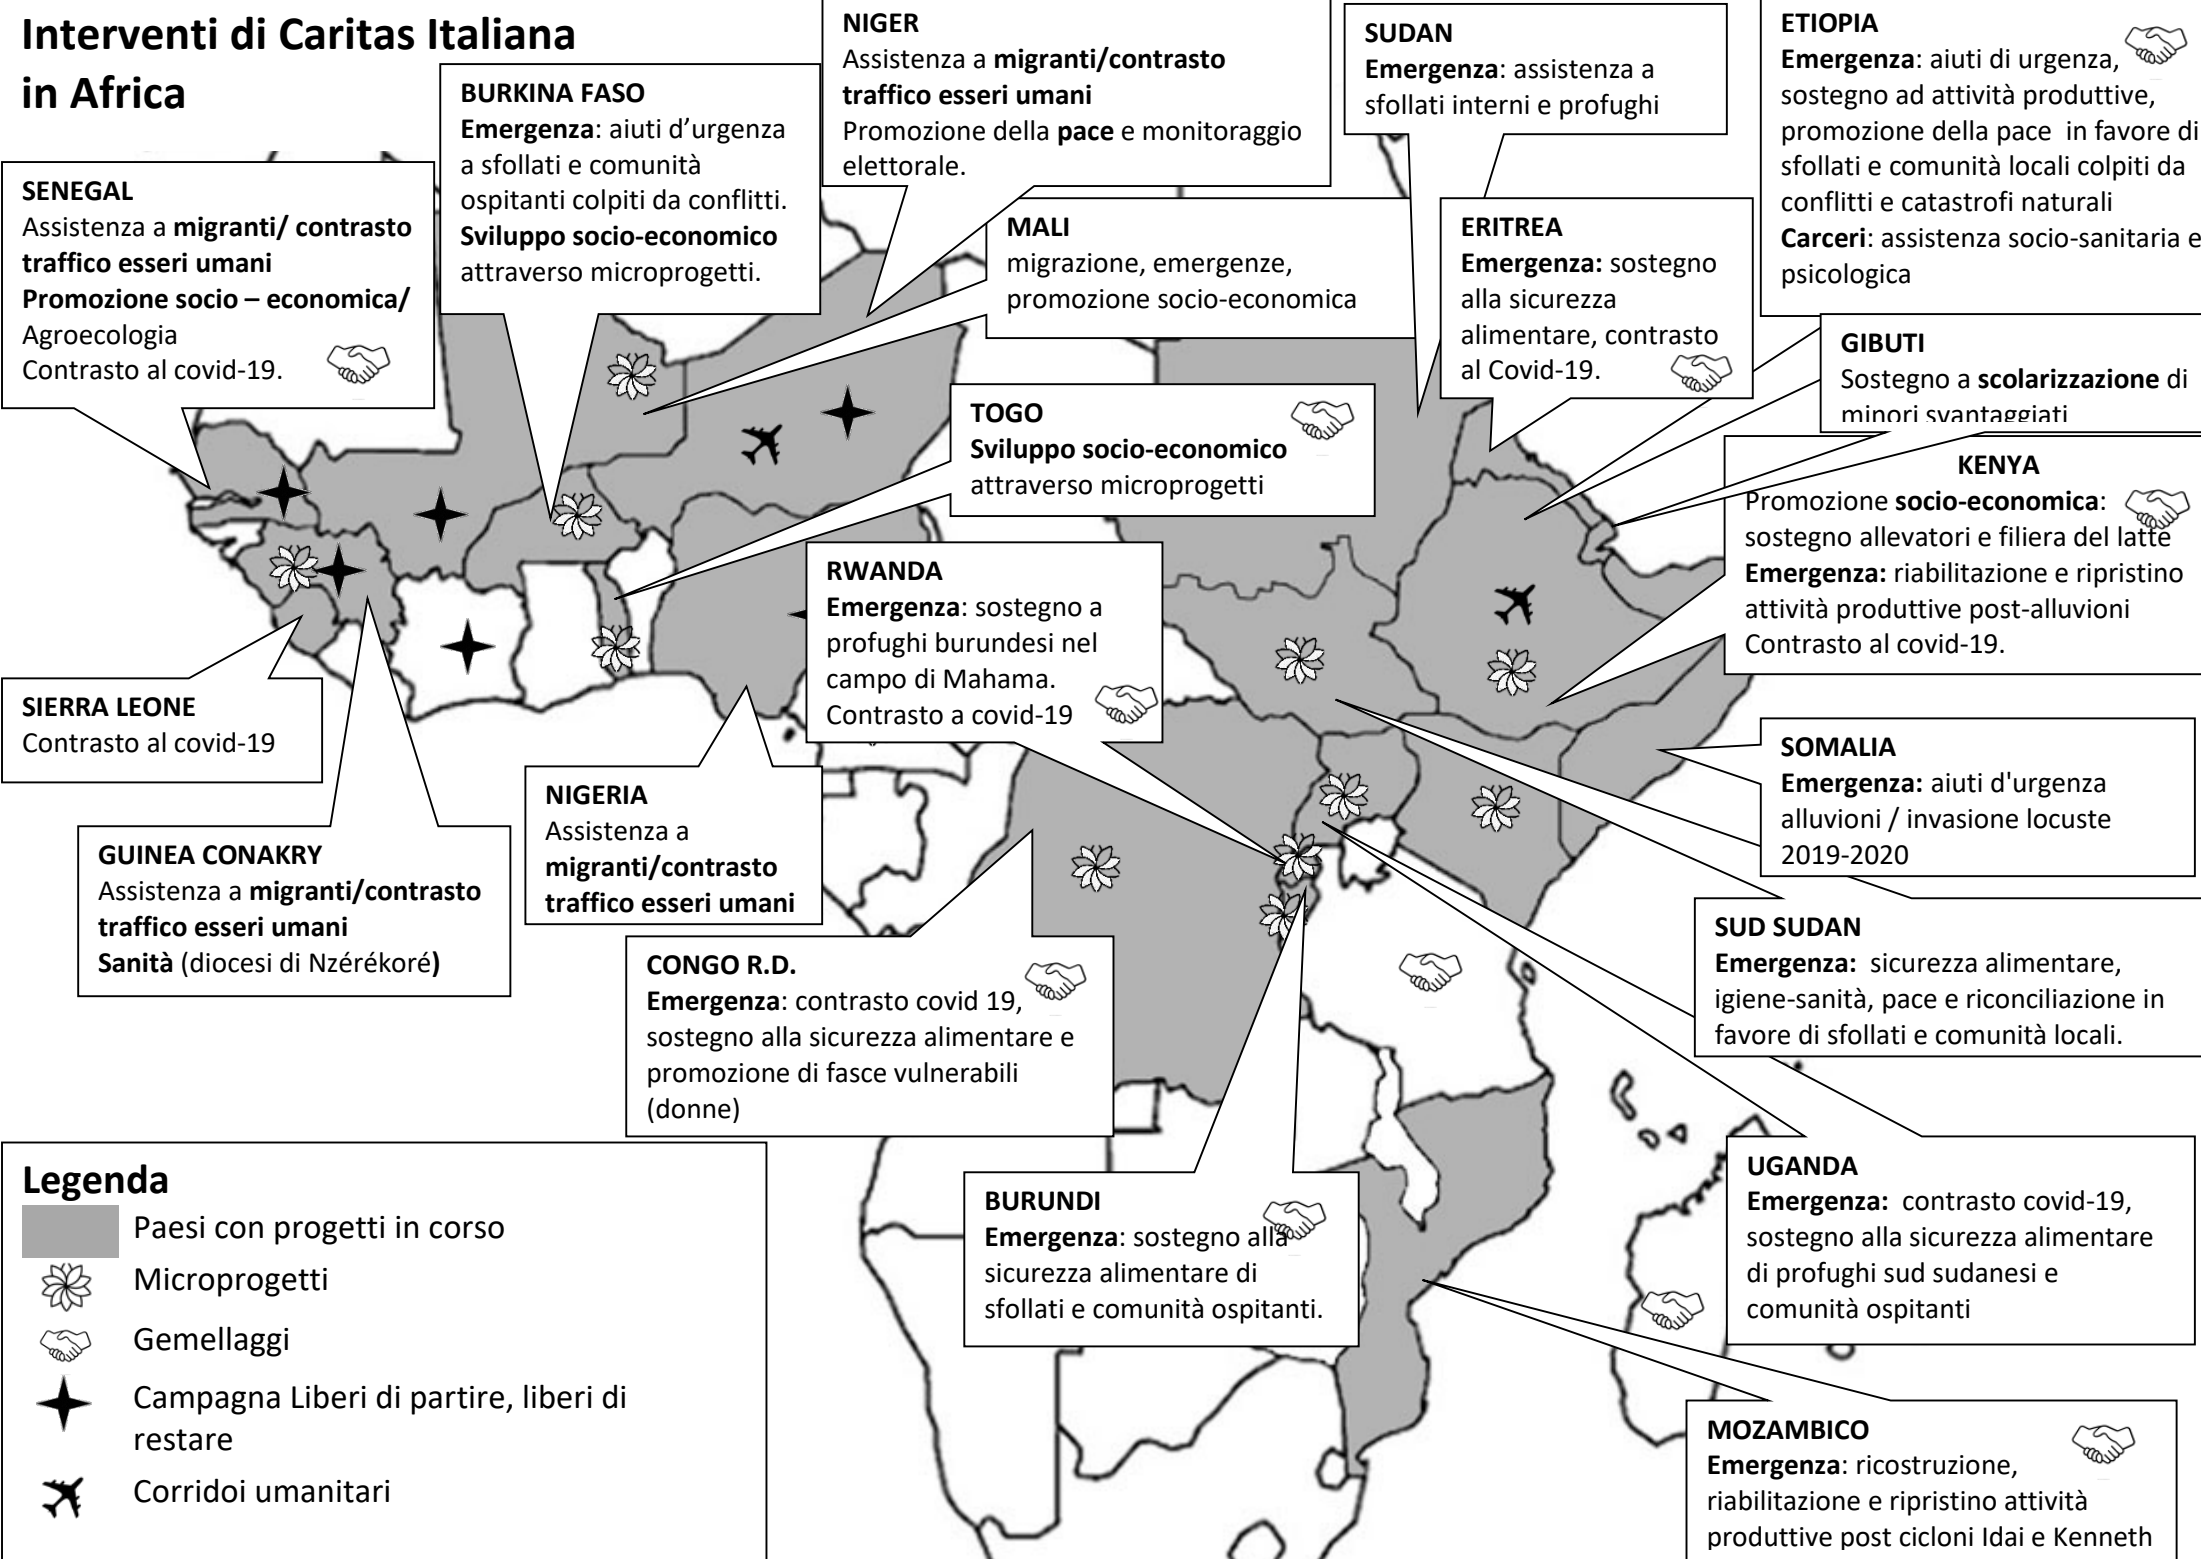 Interventi di Caritas Italiana
in Africa
SENEGAL
Assistenza a migranti/ contrasto
traffico esseri umani
Promozione socio – economica/
Agroecologia
Contrasto al covid-19.
BURKINA FASO
Emergenza: aiuti d’urgenza
a sfollati e comunità
ospitanti colpiti da conflitti.
Sviluppo socio-economico
attraverso microprogetti.
NIGER
Assistenza a migranti/contrasto
traffico esseri umani
Promozione della pace e monitoraggio
elettorale.
MALI
migrazione, emergenze,
promozione socio-economica
SUDAN
Emergenza: assistenza a
sfollati interni e profughi
ERITREA
Emergenza: sostegno
alla sicurezza
alimentare, contrasto
al Covid-19.
ETIOPIA
Emergenza: aiuti di urgenza,
sostegno ad attività produttive,
promozione della pace in favore di
sfollati e comunità locali colpiti da
conflitti e catastrofi naturali
Carceri: assistenza socio-sanitaria e
psicologica
GIBUTI
Sostegno a scolarizzazione di
minori svantaggiati
TOGO
Sviluppo socio-economico
attraverso microprogetti
KENYA
Promozione socio-economica:
sostegno allevatori e filiera del latte
Emergenza: riabilitazione e ripristino
attività produttive post-alluvioni
Contrasto al covid-19.
RWANDA
Emergenza: sostegno a
profughi burundesi nel
campo di Mahama.
Contrasto a covid-19
SIERRA LEONE
Contrasto al covid-19
GUINEA CONAKRY
Assistenza a migranti/contrasto
traffico esseri umani
Sanità (diocesi di Nzérékoré)
NIGERIA
Assistenza a
migranti/contrasto
traffico esseri umani
SOMALIA
Emergenza: aiuti d'urgenza
alluvioni / invasione locuste
2019-2020
SUD SUDAN
Emergenza: sicurezza alimentare,
igiene-sanità, pace e riconciliazione in
favore di sfollati e comunità locali.
CONGO R.D.
Emergenza: contrasto covid 19,
sostegno alla sicurezza alimentare e
promozione di fasce vulnerabili
(donne)
BURUNDI
Emergenza: sostegno alla
sicurezza alimentare di
sfollati e comunità ospitanti.
UGANDA
Emergenza: contrasto covid-19,
sostegno alla sicurezza alimentare
di profughi sud sudanesi e
comunità ospitanti
MOZAMBICO
Emergenza: ricostruzione,
riabilitazione e ripristino attività
produttive post cicloni Idai e Kenneth
Legenda
Paesi con progetti in corso
Microprogetti
Gemellaggi
Campagna Liberi di partire, liberi di
restare
Corridoi umanitari